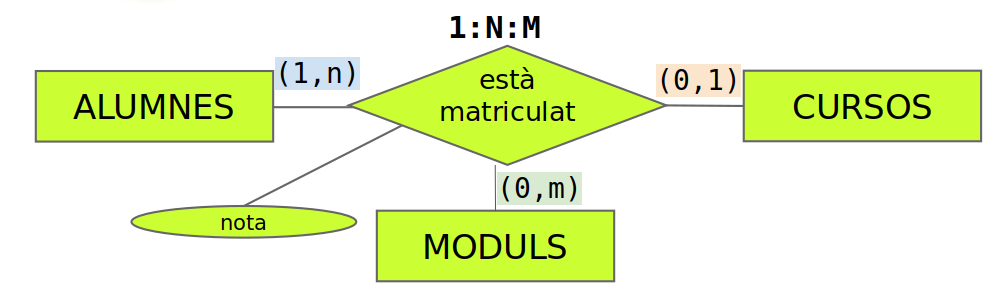 1:N:M
ALUMNES
(1,n)
està
matriculat
(0,1)
CURSOS
(0,m)
nota
MODULS